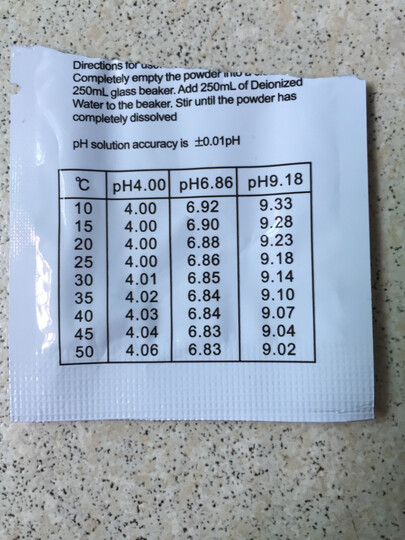 Directions for use:
Completely empty the powder into a
250mL glass beaker. Add 250mL of Deionized
Water to the beaker. Stir until the powder has
completely dissolved
pH solution accuracy is ±0.01pH
℃ pH4.00 pH6.86 pH9.18
10 4.00 6.92 9.33
15 4.00 6.90 9.28
20 4.00 6.88 9.23
25 4.00 6.86 9.18
30 4.01 6.85 9.14
35 4.02 6.84 9.10
40 4.03 6.84 9.07
45 4.04 6.83 9.04
50 4.06 6.83 9.02